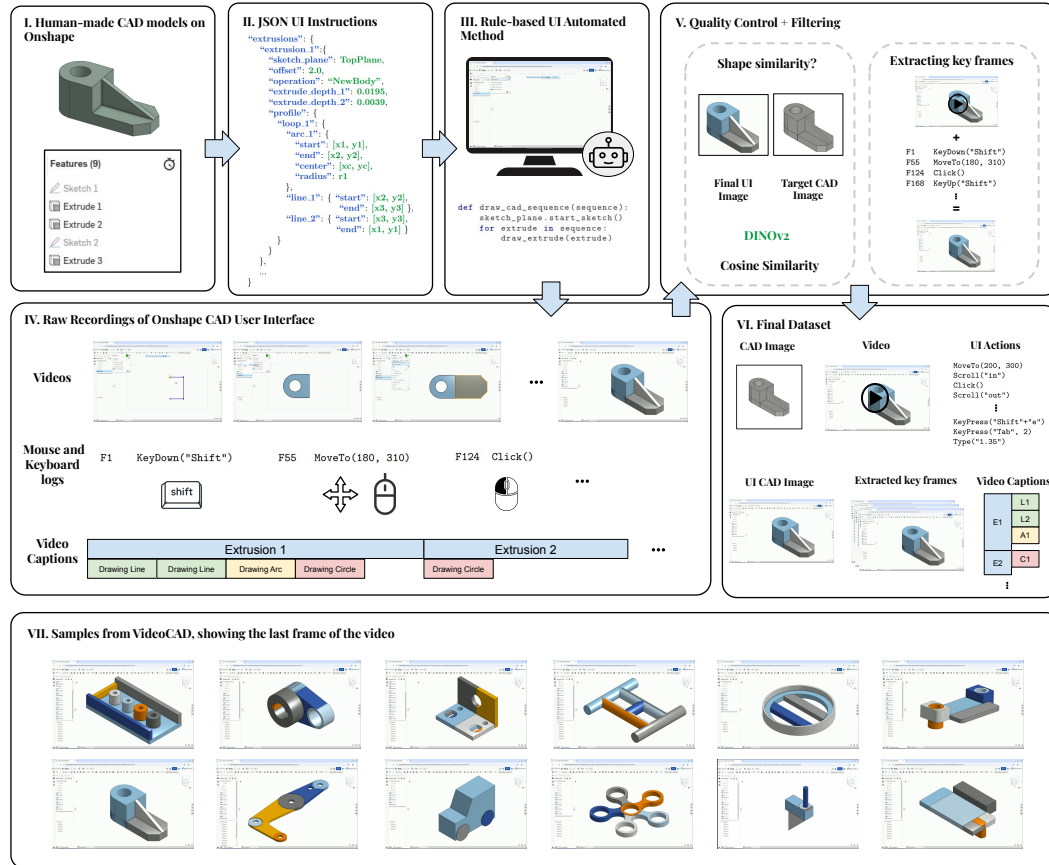 I. Human-made CAD models on
Onshape
Features (9)
Sketch 1
Extrude 1
Extrude 2
Sketch 2
Extrude 3
II. JSON UI Instructions
"extrusions": {
"extrusion_1":{
"sketch_plane": TopPlane,
"offset": 2.0,
"operation": "NewBody",
"extrude_depth_1": 0.0195,
"extrude_depth_2": 0.0039,
"profile": {
"loop_1": {
"arc_1": {
"start": [x1, y1],
"end": [x2, y2],
"center": [xc, yc],
"radius": r1
},
"line_1": { "start": [x2, y2],
"end": [x3, y3] },
"line_2": { "start": [x3, y3],
"end": [x1, y1] }
}
}
},
...
}
III. Rule-based UI Automated
Method
def draw_cad_sequence(sequence):
sketch_plane.start_sketch()
for extrude in sequence:
draw_extrude(extrude)
V. Quality Control + Filtering
Shape similarity?
Final UI
Image
Target CAD
Image
DINOv2
Cosine Similarity
Extracting key frames
+
F1 KeyDown("Shift")
F55 MoveTo(180, 310)
F124 Click()
F168 KeyUp("Shift")
=
IV. Raw Recordings of Onshape CAD User Interface
Videos
Mouse and
Keyboard
logs
F1 KeyDown("Shift") F55 MoveTo(180, 310) F124 Click()
shift
Video
Captions
Extrusion 1 Extrusion 2
Drawing Line Drawing Line Drawing Arc Drawing Circle Drawing Circle
VI. Final Dataset
CAD Image
Video
UI Actions
MoveTo(200, 300)
Scroll("in")
Click()
Scroll("out")
KeyPress("Shift"+"e")
KeyPress("Tab", 2)
Type("1.35")
UI CAD Image
Extracted key frames
Video Captions
E1
L1
L2
A1
E2
C1
VII. Samples from VideoCAD, showing the last frame of the video